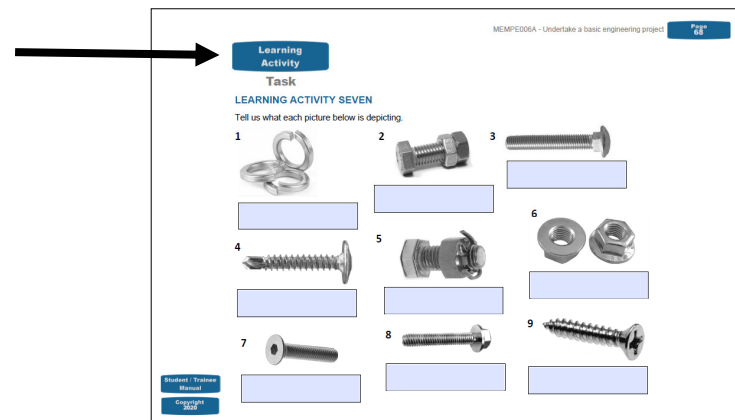 MEMPE006A - Undertake a basic engineering project
Page
68
Learning
Activity
Task
LEARNING ACTIVITY SEVEN
Tell us what each picture below is depicting.
1
2
3
4
5
6
7
8
9
Student / Trainee
Manual
Copyright
2020